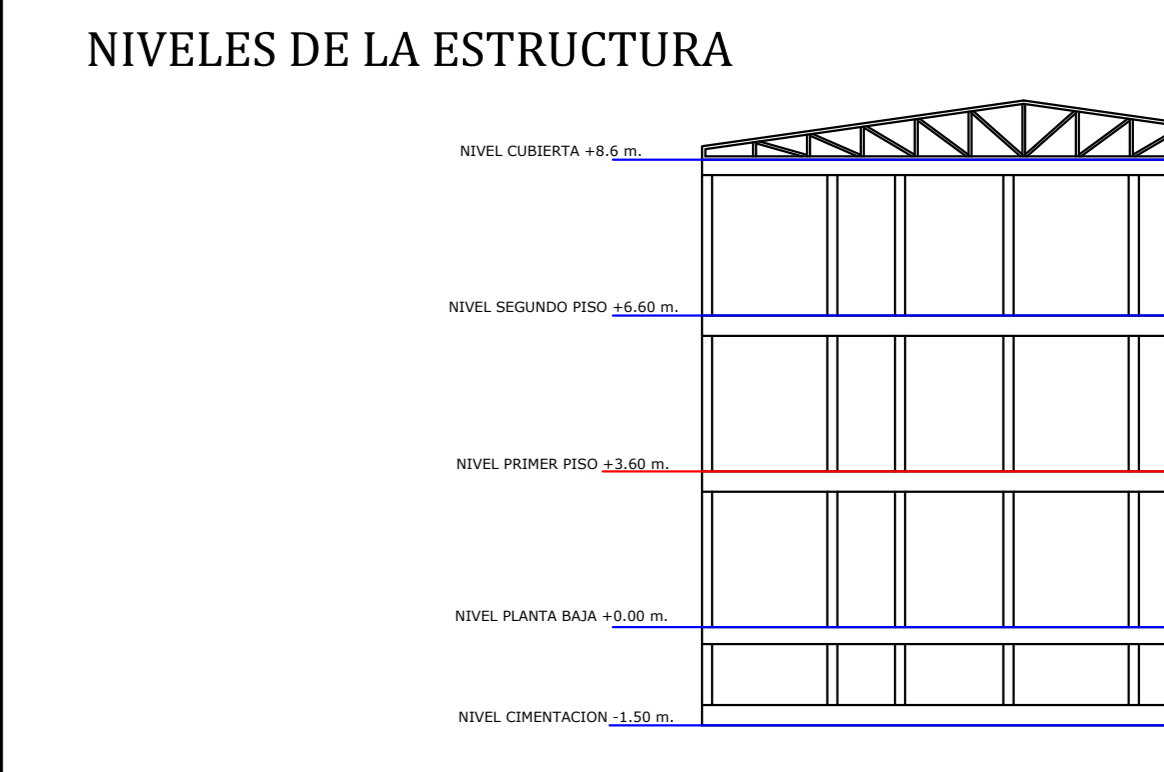 NIVELES DE LA ESTRUCTURA
NIVEL CUBIERTA +8.6 m.
NIVEL SEGUNDO PISO +6.60 m.
NIVEL PRIMER PISO +3.60 m.
NIVEL PLANTA BAJA +0.00 m.
NIVEL CIMENTACION -1.50 m.